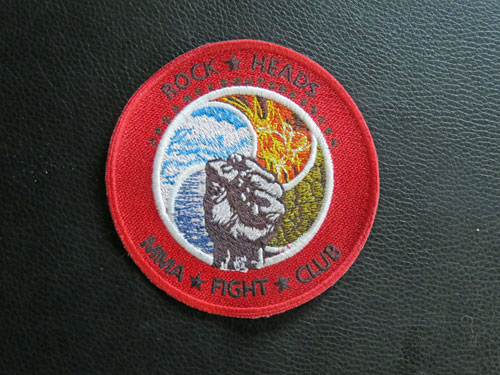 ROCK ★ HEADS
MMA ★ FIGHT ★ CLUB